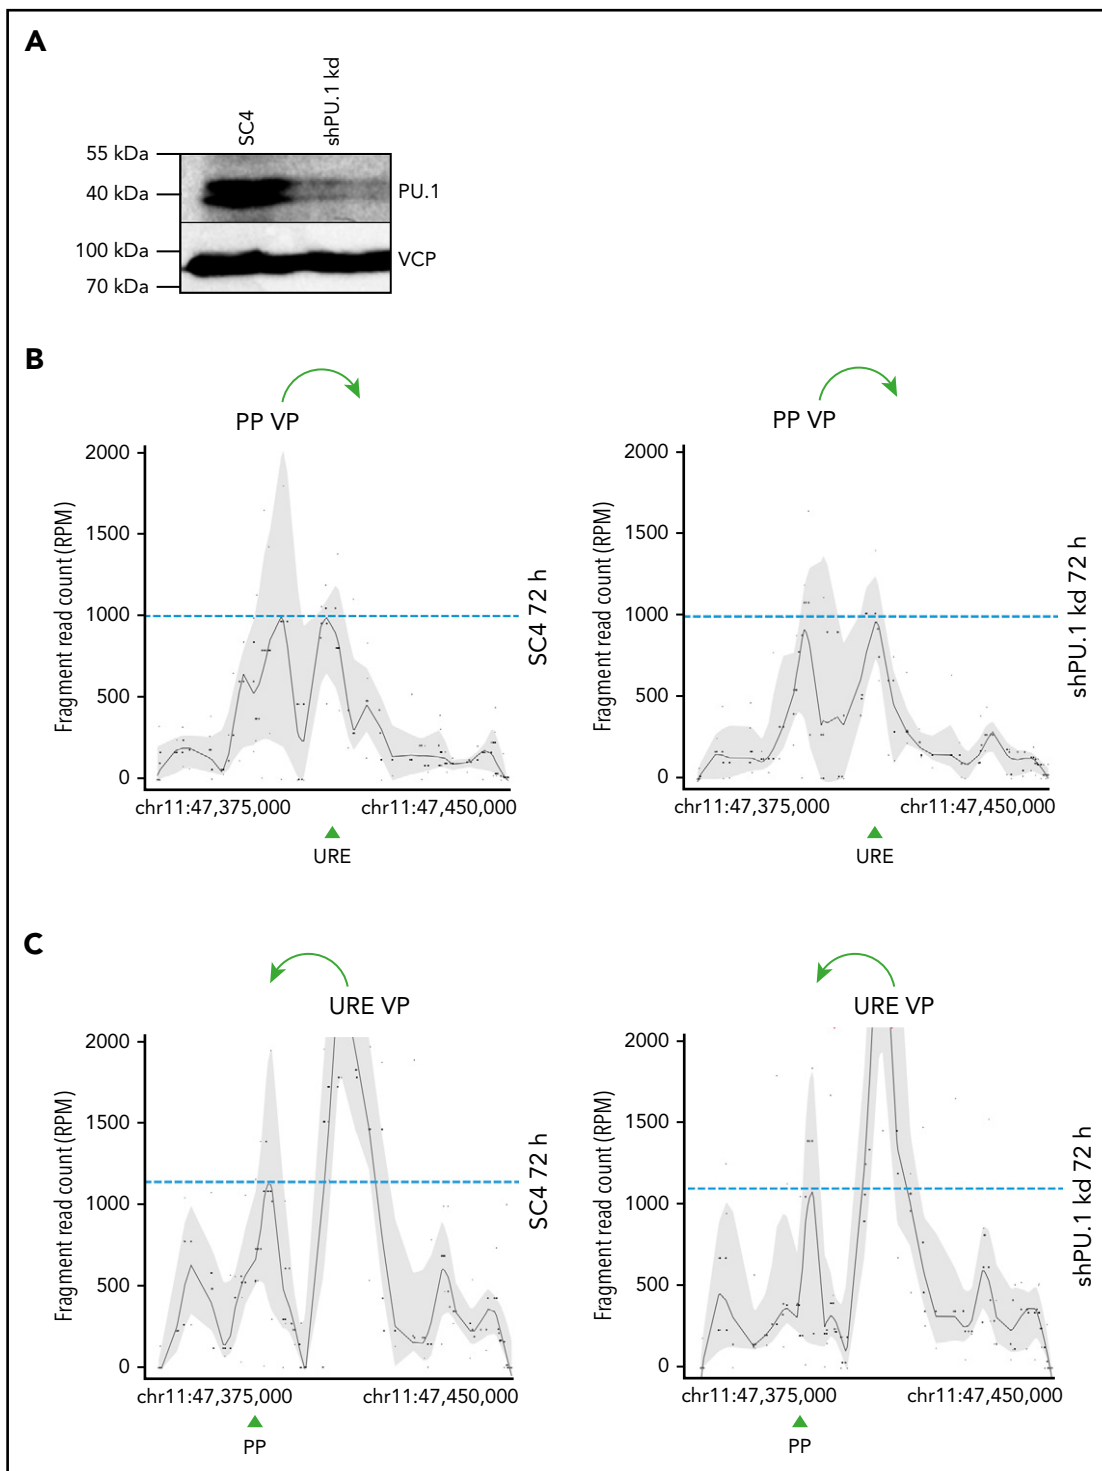 A
SC4
shPU.1 kd
55 kDa
40 kDa
PU.1
100 kDa
VCP
70 kDa
B
PP VP
2000
1500
1000
500
0
Fragment read count (RPM)
SC4 72 h
chr11:47,375,000
chr11:47,450,000
URE
PP VP
2000
1500
1000
500
0
Fragment read count (RPM)
shPU.1 kd 72 h
chr11:47,375,000
chr11:47,450,000
URE
C
URE VP
2000
1500
1000
500
0
Fragment read count (RPM)
SC4 72 h
chr11:47,375,000
chr11:47,450,000
PP
URE VP
2000
1500
1000
500
0
Fragment read count (RPM)
shPU.1 kd 72 h
chr11:47,375,000
chr11:47,450,000
PP